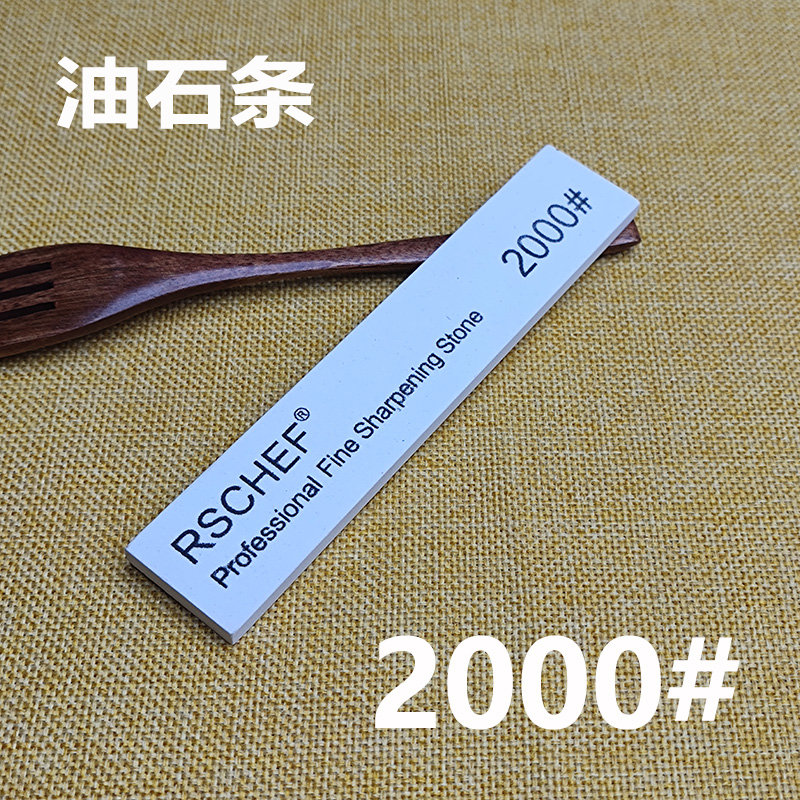 油石条
2000#
RSCHEF®
Professional Fine Sharpening Stone
2000#